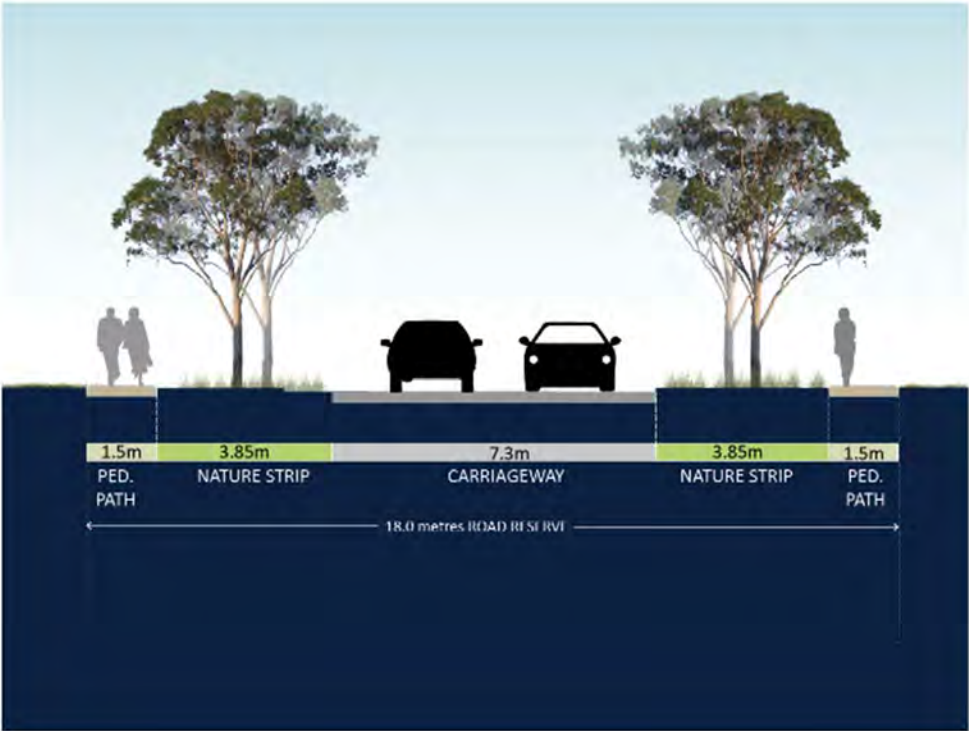 1.5m 3.85m 7.3m 3.85m 1.5m
PED. NATURE STRIP CARRIAGEWAY NATURE STRIP PED.
PATH PATH
18.0 metres ROAD RESERVE